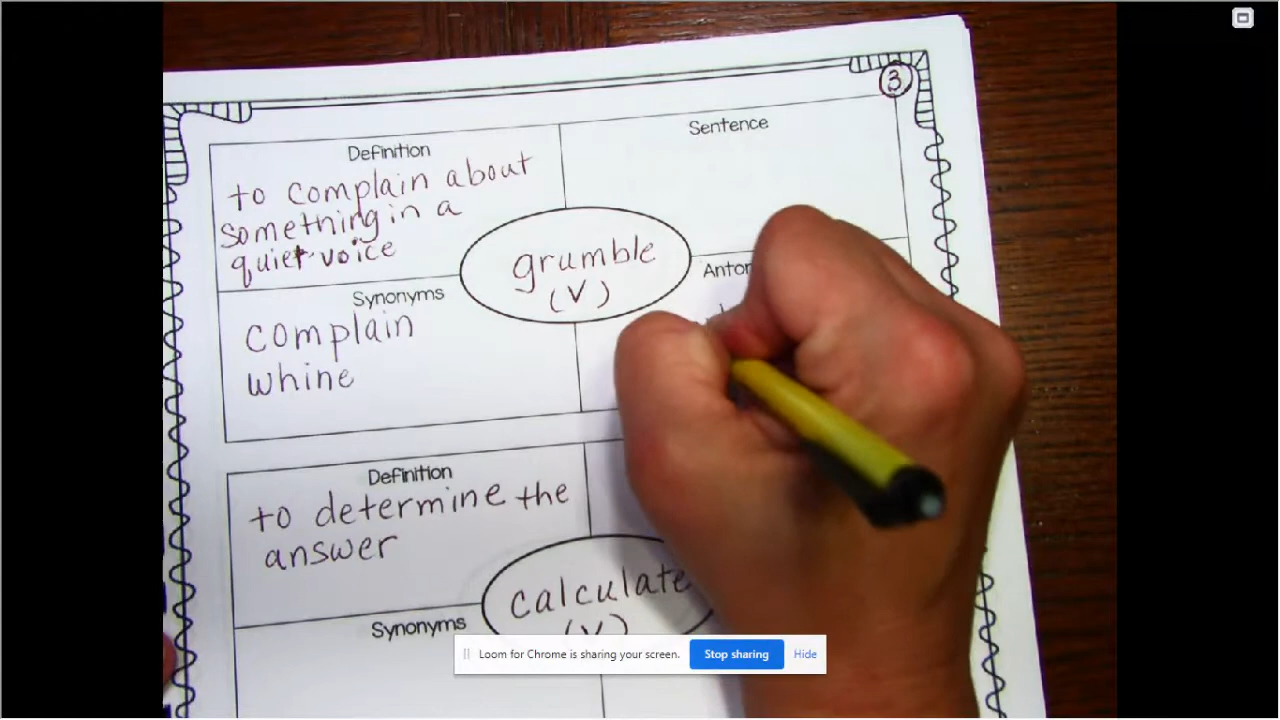 3
Definition
to complain about
something in a
quiet voice
Sentence
grumble
(V)
Synonyms
complain
whine
Definition
to determine the
answer
calculate
(V)
Synonyms
Loom for Chrome is sharing your screen. Stop sharing Hide